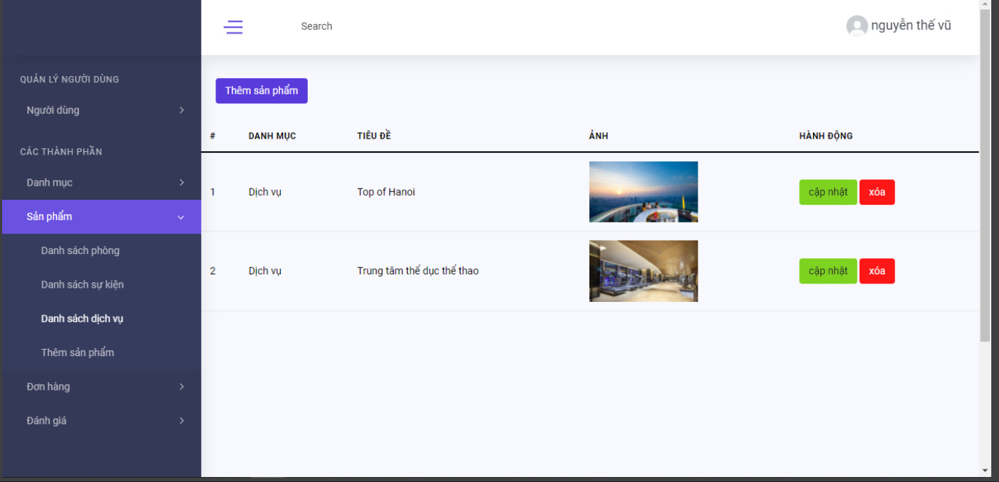 Search
nguyễn thế vũ
QUẢN LÝ NGƯỜI DÙNG
Người dùng
CÁC THÀNH PHẦN
Danh mục
Sản phẩm
Danh sách phòng
Danh sách sự kiện
Danh sách dịch vụ
Thêm sản phẩm
Đơn hàng
Đánh giá
Thêm sản phẩm
# DANH MỤC TIÊU ĐỀ ẢNH HÀNH ĐỘNG
1 Dịch vụ Top of Hanoi cập nhật xóa
2 Dịch vụ Trung tâm thể dục thể thao cập nhật xóa